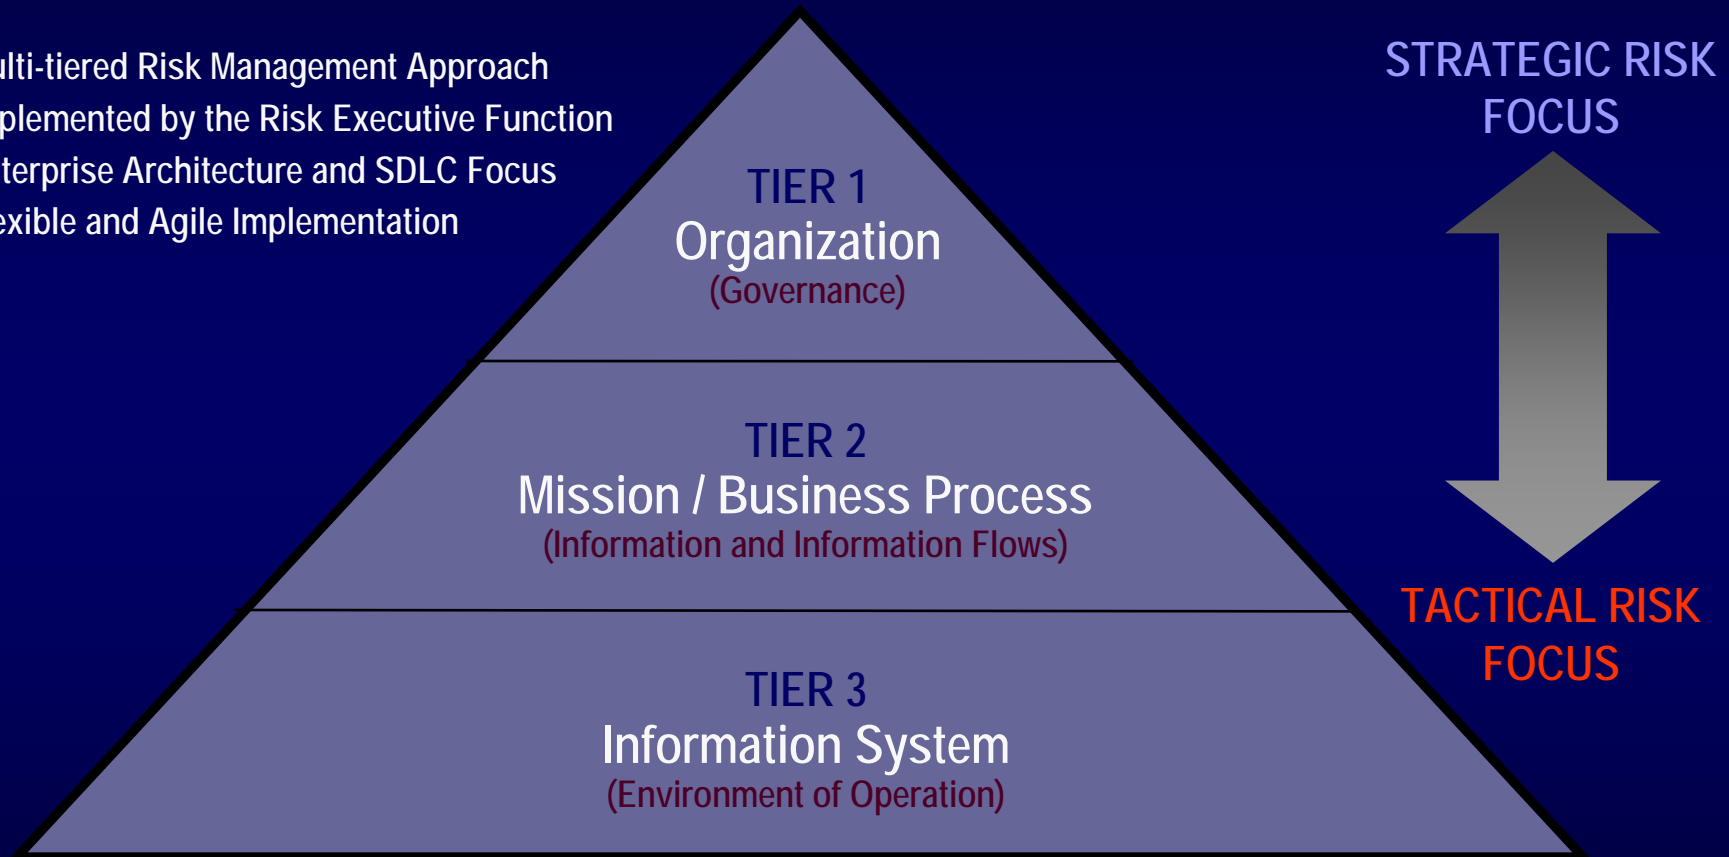 ulti-tiered Risk Management Approach
plemented by the Risk Executive Function
terprise Architecture and SDLC Focus
exible and Agile Implementation
STRATEGIC RISK
FOCUS
TIER 1
Organization
(Governance)
TIER 2
Mission / Business Process
(Information and Information Flows)
TACTICAL RISK
FOCUS
TIER 3
Information System
(Environment of Operation)